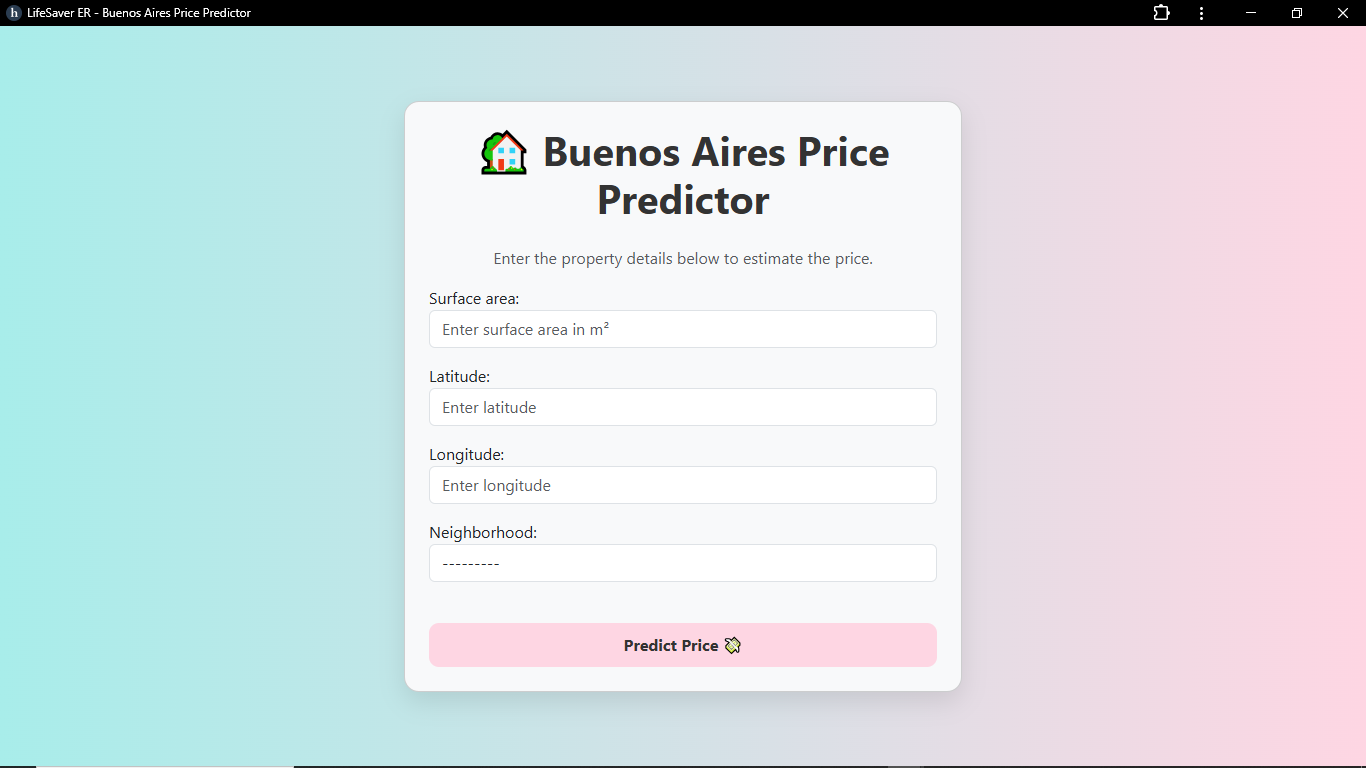 h LifeSaver ER - Buenos Aires Price Predictor
Buenos Aires Price
Predictor
Enter the property details below to estimate the price.
Surface area:
Enter surface area in m²
Latitude:
Enter latitude
Longitude:
Enter longitude
Neighborhood:
---------
Predict Price